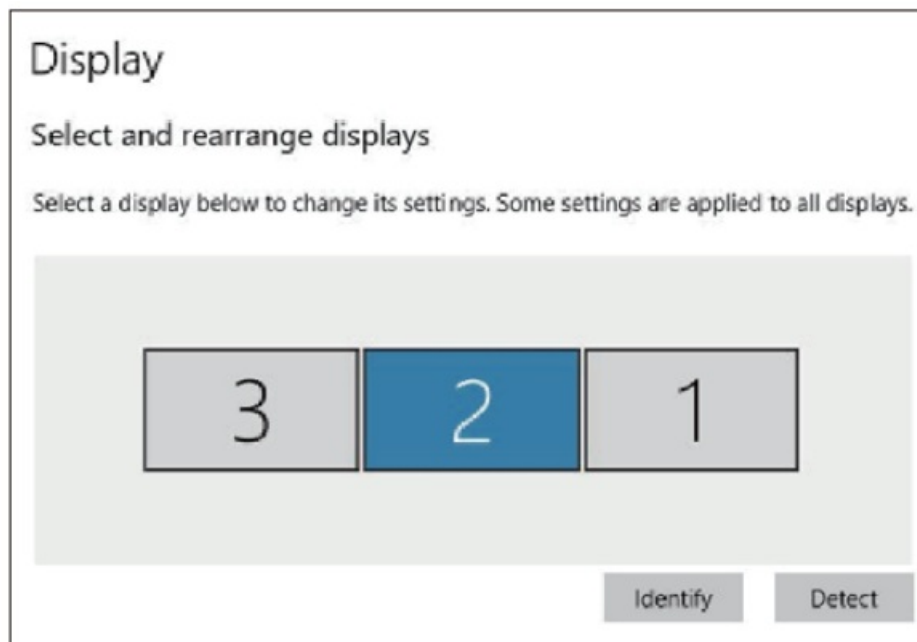 Display
Select and rearrange displays
Select a display below to change its settings. Some settings are applied to all displays.
3 2 1
Identify Detect